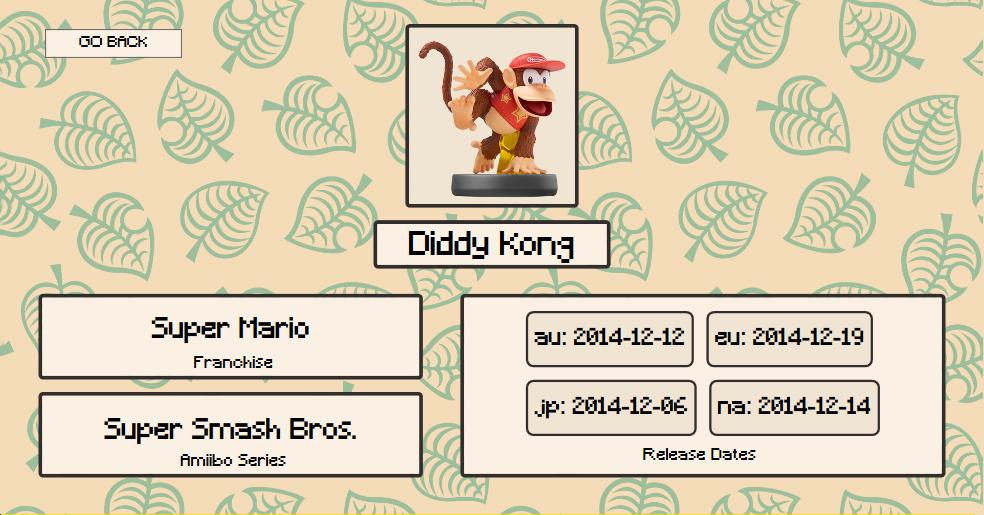 GO BACK
Diddy Kong
Super Mario
Franchise
Super Smash Bros.
Amiibo Series
au: 2014-12-12
eu: 2014-12-19
jp: 2014-12-06
na: 2014-12-14
Release Dates